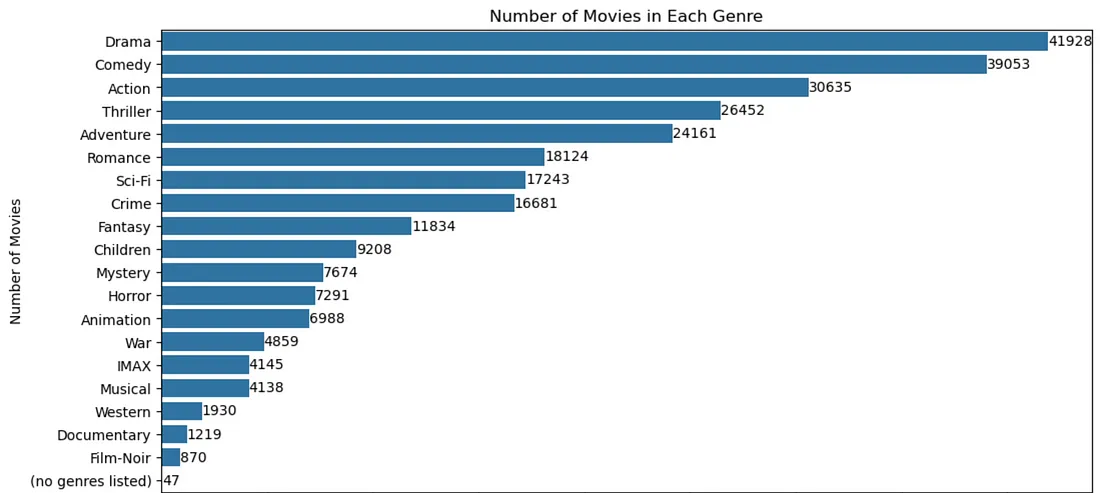 Number of Movies in Each Genre
Number of Movies
Drama 41928
Comedy 39053
Action 30635
Thriller 26452
Adventure 24161
Romance 18124
Sci-Fi 17243
Crime 16681
Fantasy 11834
Children 9208
Mystery 7674
Horror 7291
Animation 6988
War 4859
IMAX 4145
Musical 4138
Western 1930
Documentary 1219
Film-Noir 870
(no genres listed) 47